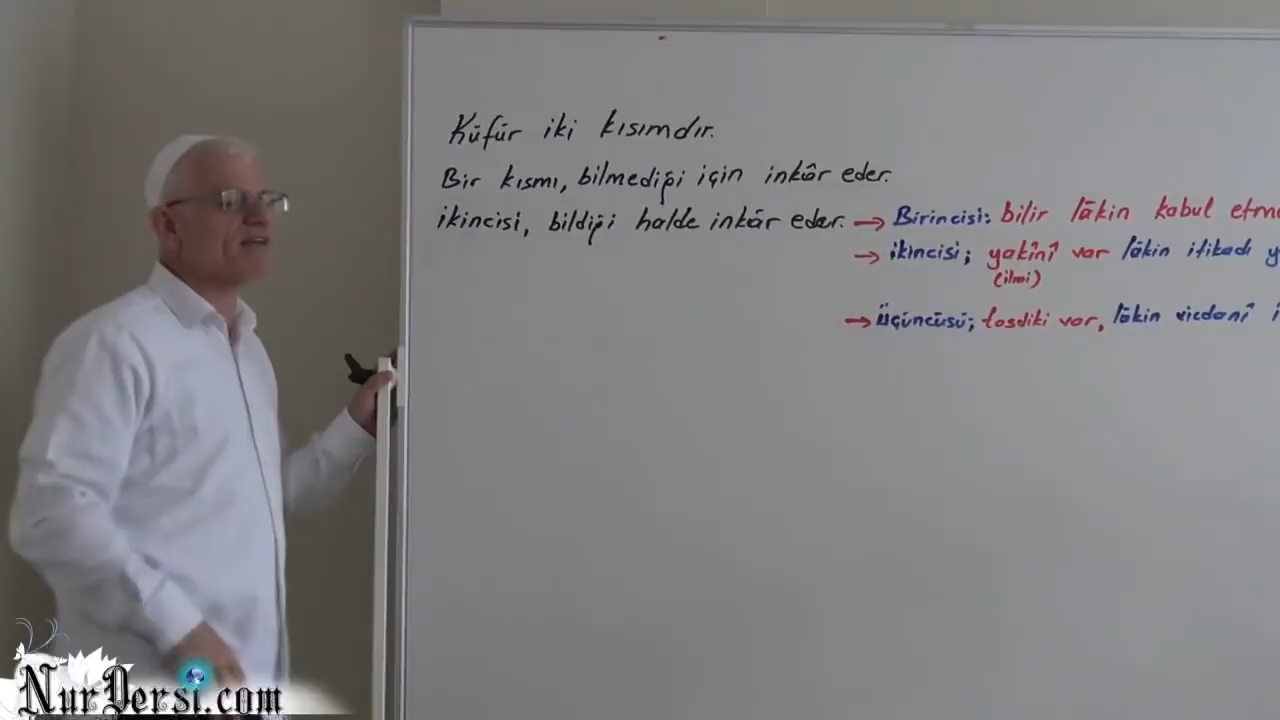 Küfür iki kısımdır.
Bir kısmı, bilmediği için inkâr eder.
ikincisi, bildiği halde inkâr eder. → Birincisi: bilir lâkin kabul
→ ikincisi; yakînî var lâkin itikadı
(ilmi)
→ Üçüncüsü; tasdiki var, lâkin vicdanî
NurDersi.com